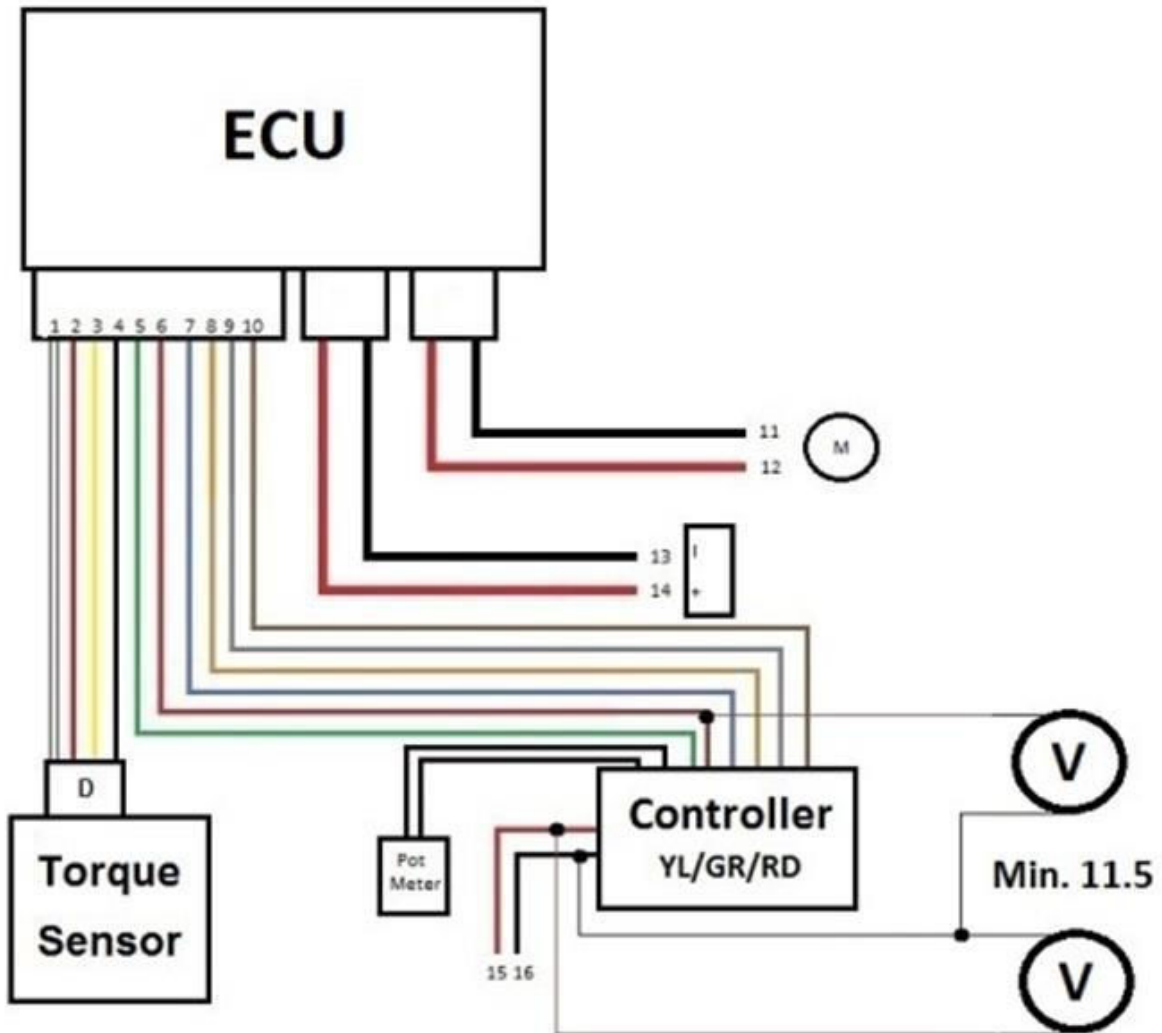 ECU
1 2 3 4 5 6 7 8 9 10
11
M
12
13
I
14
+
V
D
Controller
YL/GR/RD
Pot
Meter
Torque
Sensor
Min. 11.5
15 16
V